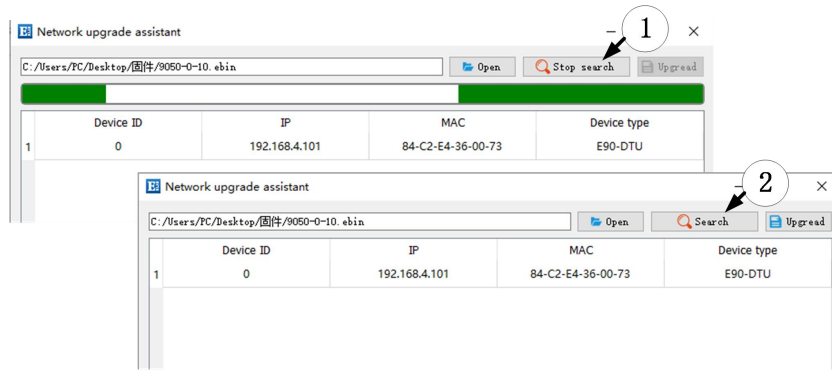 Network upgrade assistant
1
C:/Users/PC/Desktop/固件/9050-0-10.ebin
Open
Stop search
Upgread
Device ID IP MAC Device type
1 0 192.168.4.101 84-C2-E4-36-00-73 E90-DTU
Network upgrade assistant
2
C:/Users/PC/Desktop/固件/9050-0-10.ebin
Open
Search
Upgread
Device ID IP MAC Device type
1 0 192.168.4.101 84-C2-E4-36-00-73 E90-DTU